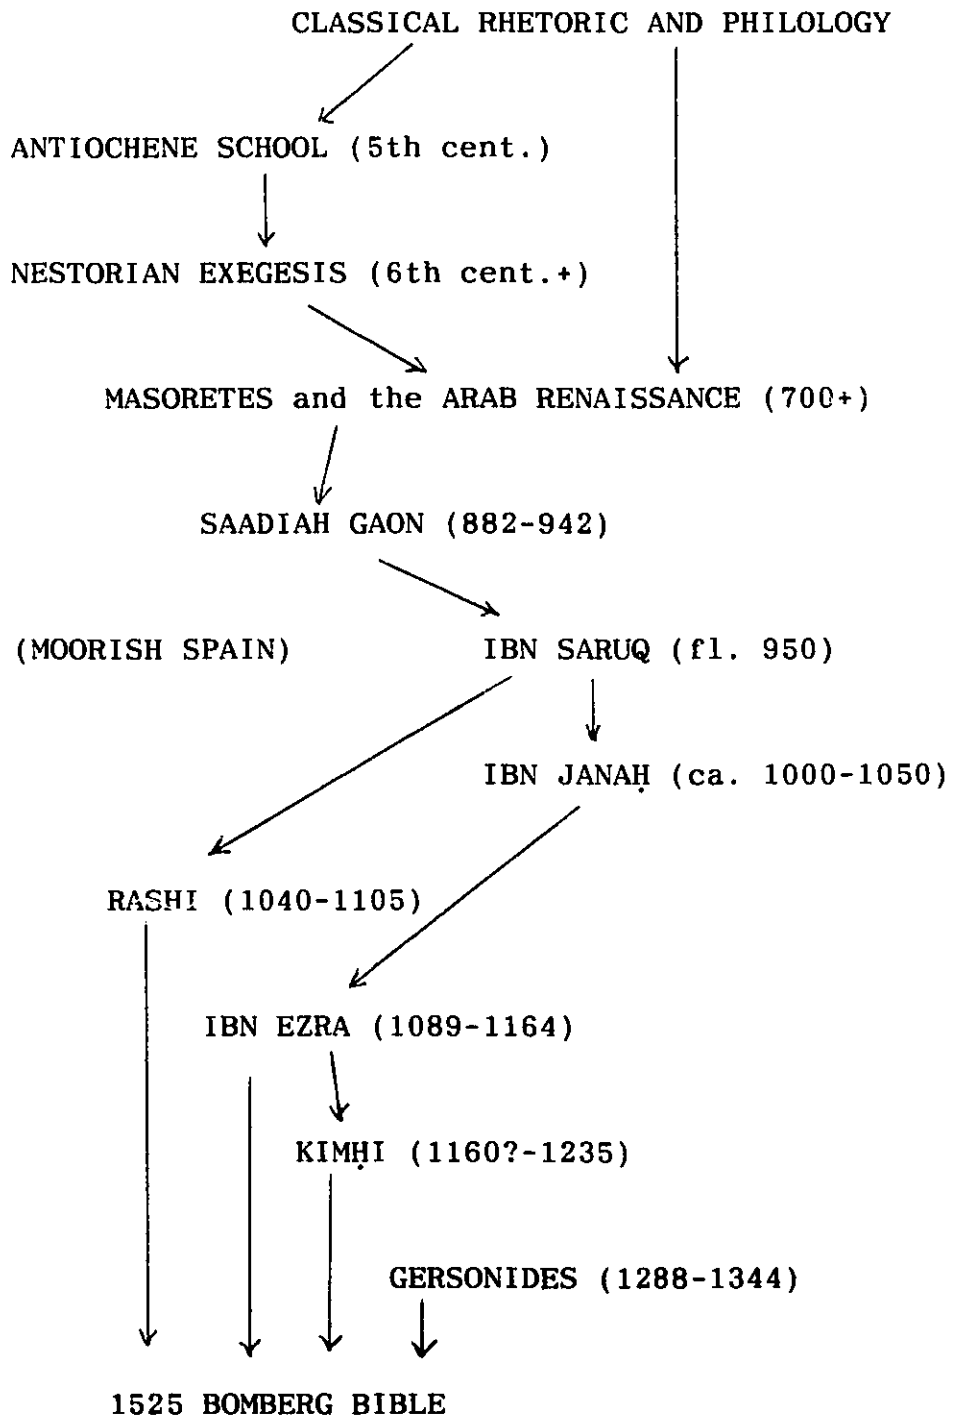 CLASSICAL RHETORIC AND PHILOLOGY
ANTIOCHENE SCHOOL (5th cent.)
NESTORIAN EXEGESIS (6th cent.+)
MASORETES and the ARAB RENAISSANCE (700+)
SAADIAH GAON (882-942)
(MOORISH SPAIN) IBN SARUQ (fl. 950)
IBN JANAḤ (ca. 1000-1050)
RASHI (1040-1105)
IBN EZRA (1089-1164)
KIMḤI (1160?-1235)
GERSONIDES (1288-1344)
1525 BOMBERG BIBLE